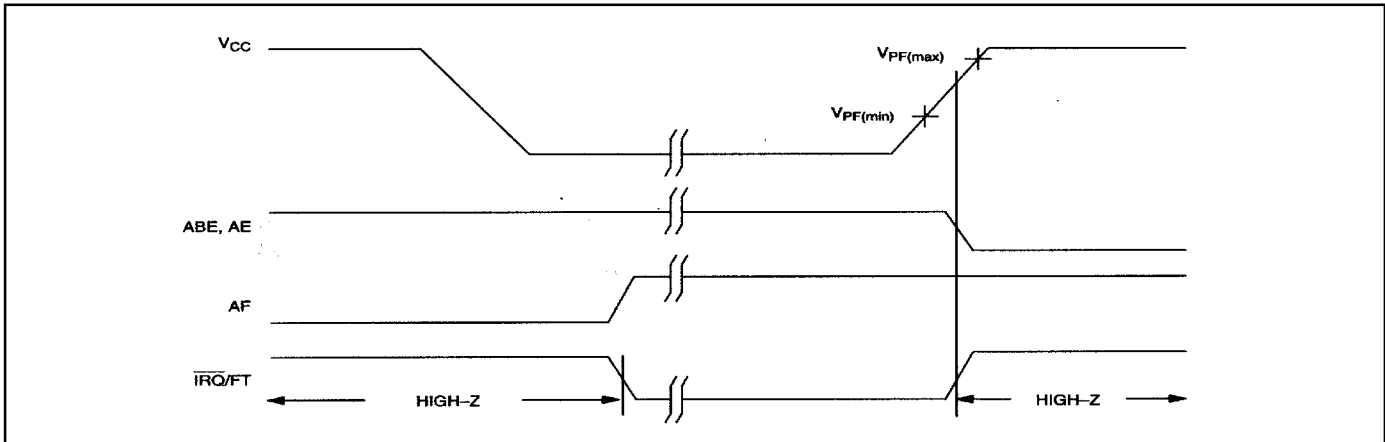 VCC
VPF(max)
VPF(min)
ABE, AE
AF
IRQ/FT
HIGH–Z
HIGH–Z